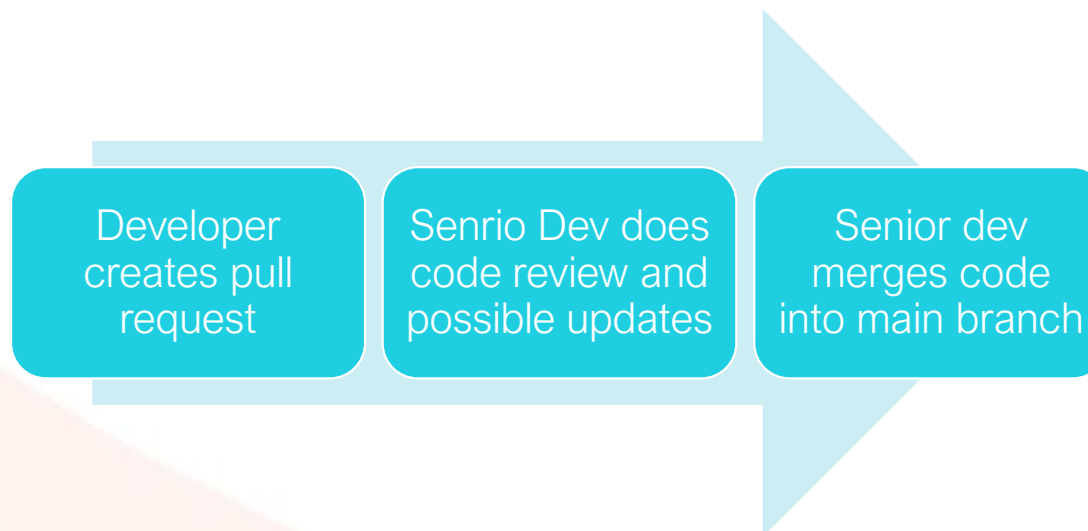 Developer
creates pull
request
Senrio Dev does
code review and
possible updates
Senior dev
merges code
into main branch